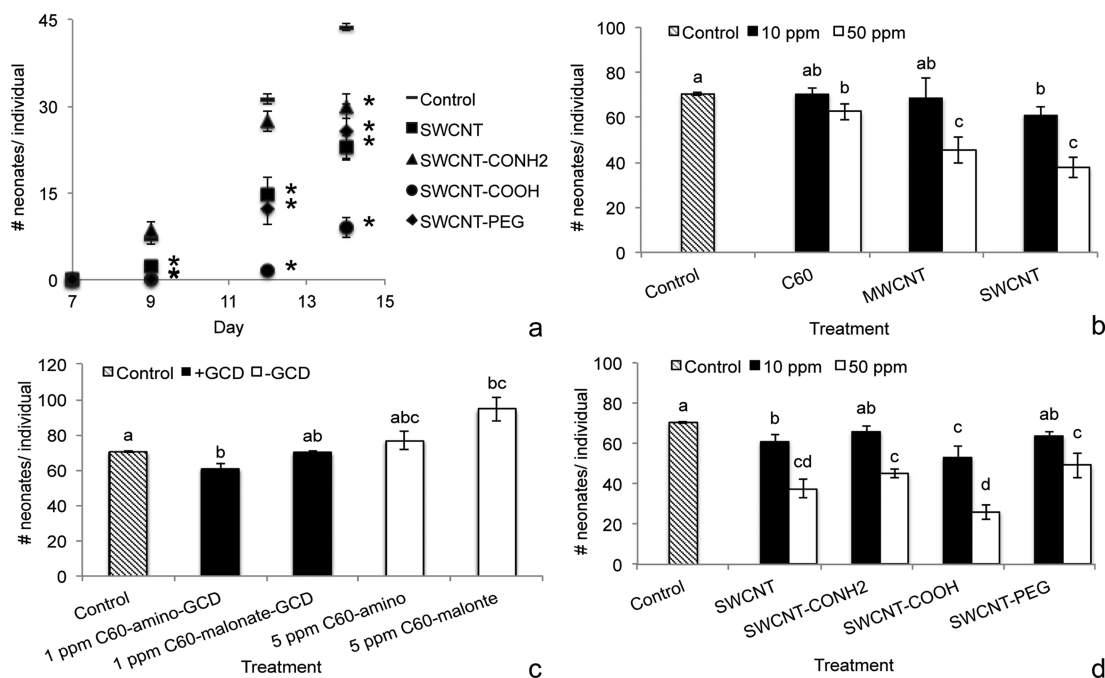 45
30
15
0
7
9
11
13
15
# neonates/ individual
Day
Control
SWCNT
SWCNT-CONH2
SWCNT-COOH
SWCNT-PEG
*
*
*
*
*
*
*
*
*
*
a
Control 10 ppm 50 ppm
100
80
60
40
20
0
# neonates/ individual
a
ab
b
ab
c
b
c
Control
C60
MWCNT
SWCNT
Treatment
b
Control +GCD -GCD
120
100
80
60
40
20
0
# neonates/ individual
a
b
ab
abc
bc
Control
1 ppm C60-amino-GCD
1 ppm C60-malonate-GCD
5 ppm C60-amino
5 ppm C60-malonte
Treatment
c
Control 10 ppm 50 ppm
100
80
60
40
20
0
# neonates/ individual
a
b
cd
ab
c
c
d
ab
c
Control
SWCNT
SWCNT-CONH2
SWCNT-COOH
SWCNT-PEG
Treatment
d